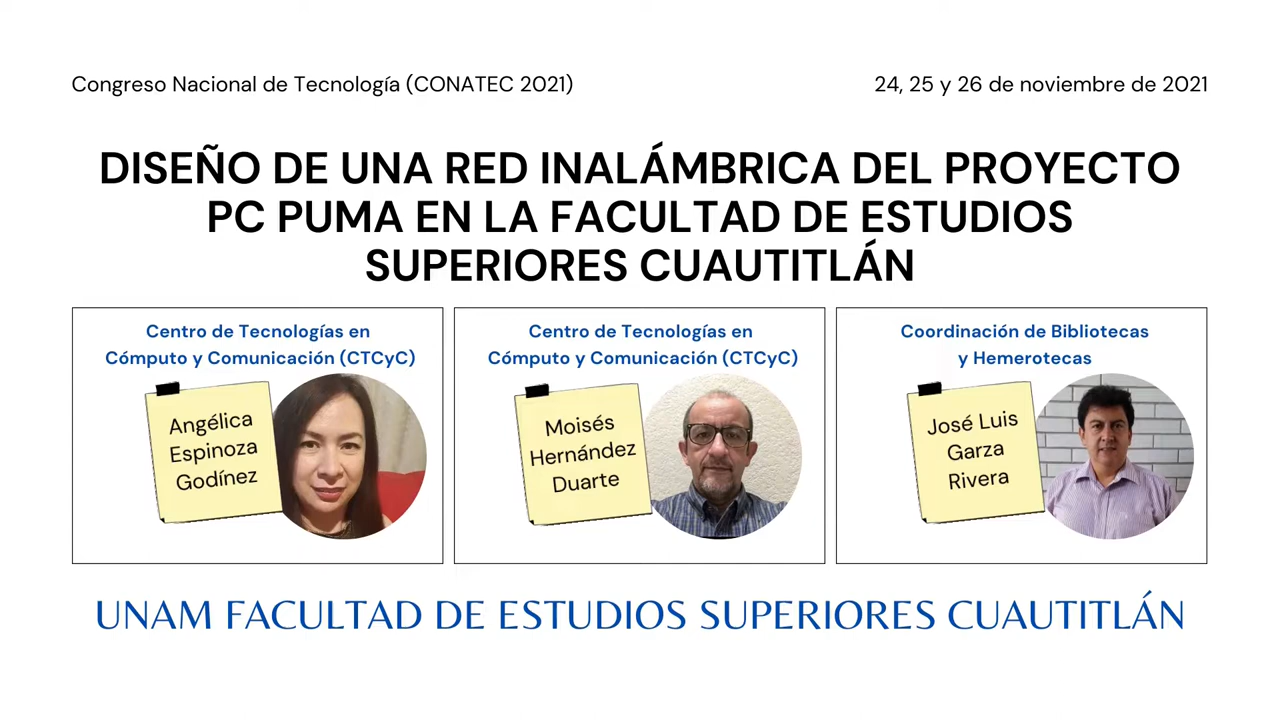 Congreso Nacional de Tecnología (CONATEC 2021)
24, 25 y 26 de noviembre de 2021
DISEÑO DE UNA RED INALÁMBRICA DEL PROYECTO
PC PUMA EN LA FACULTAD DE ESTUDIOS
SUPERIORES CUAUTITLÁN
Centro de Tecnologías en
Cómputo y Comunicación (CTCyC)
Angélica
Espinoza
Godínez
Centro de Tecnologías en
Cómputo y Comunicación (CTCyC)
Moisés
Hernández
Duarte
Coordinación de Bibliotecas
y Hemerotecas
José Luis
Garza
Rivera
UNAM FACULTAD DE ESTUDIOS SUPERIORES CUAUTITLÁN